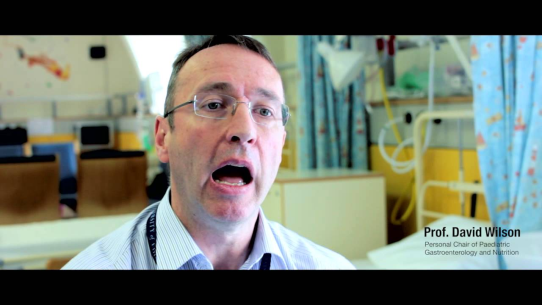 Prof. David Wilson
Personal Chair of Paediatric
Gastroenterology and Nutrition